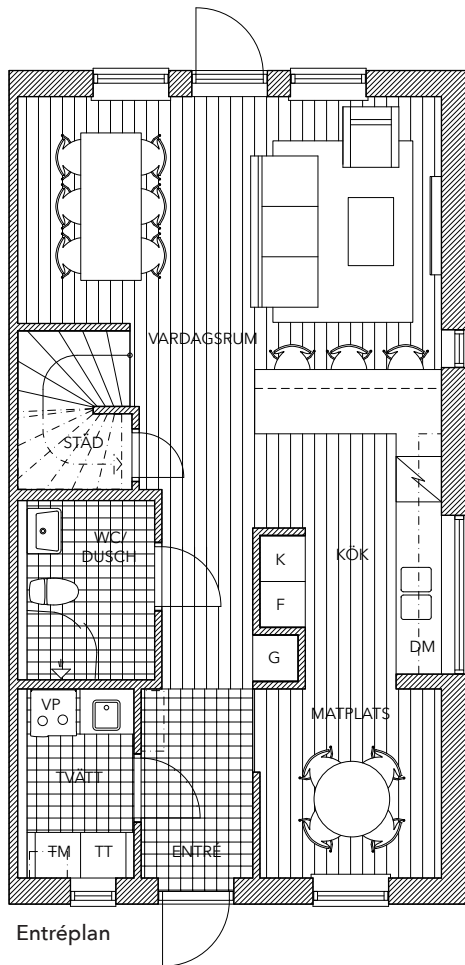 VARDAGSRUM
STÄD
WC/
DUSCH
K
KÖK
F
G
DM
VP
MATPLATS
TVÄTT
TM
TT
ENTRÉ
Entréplan